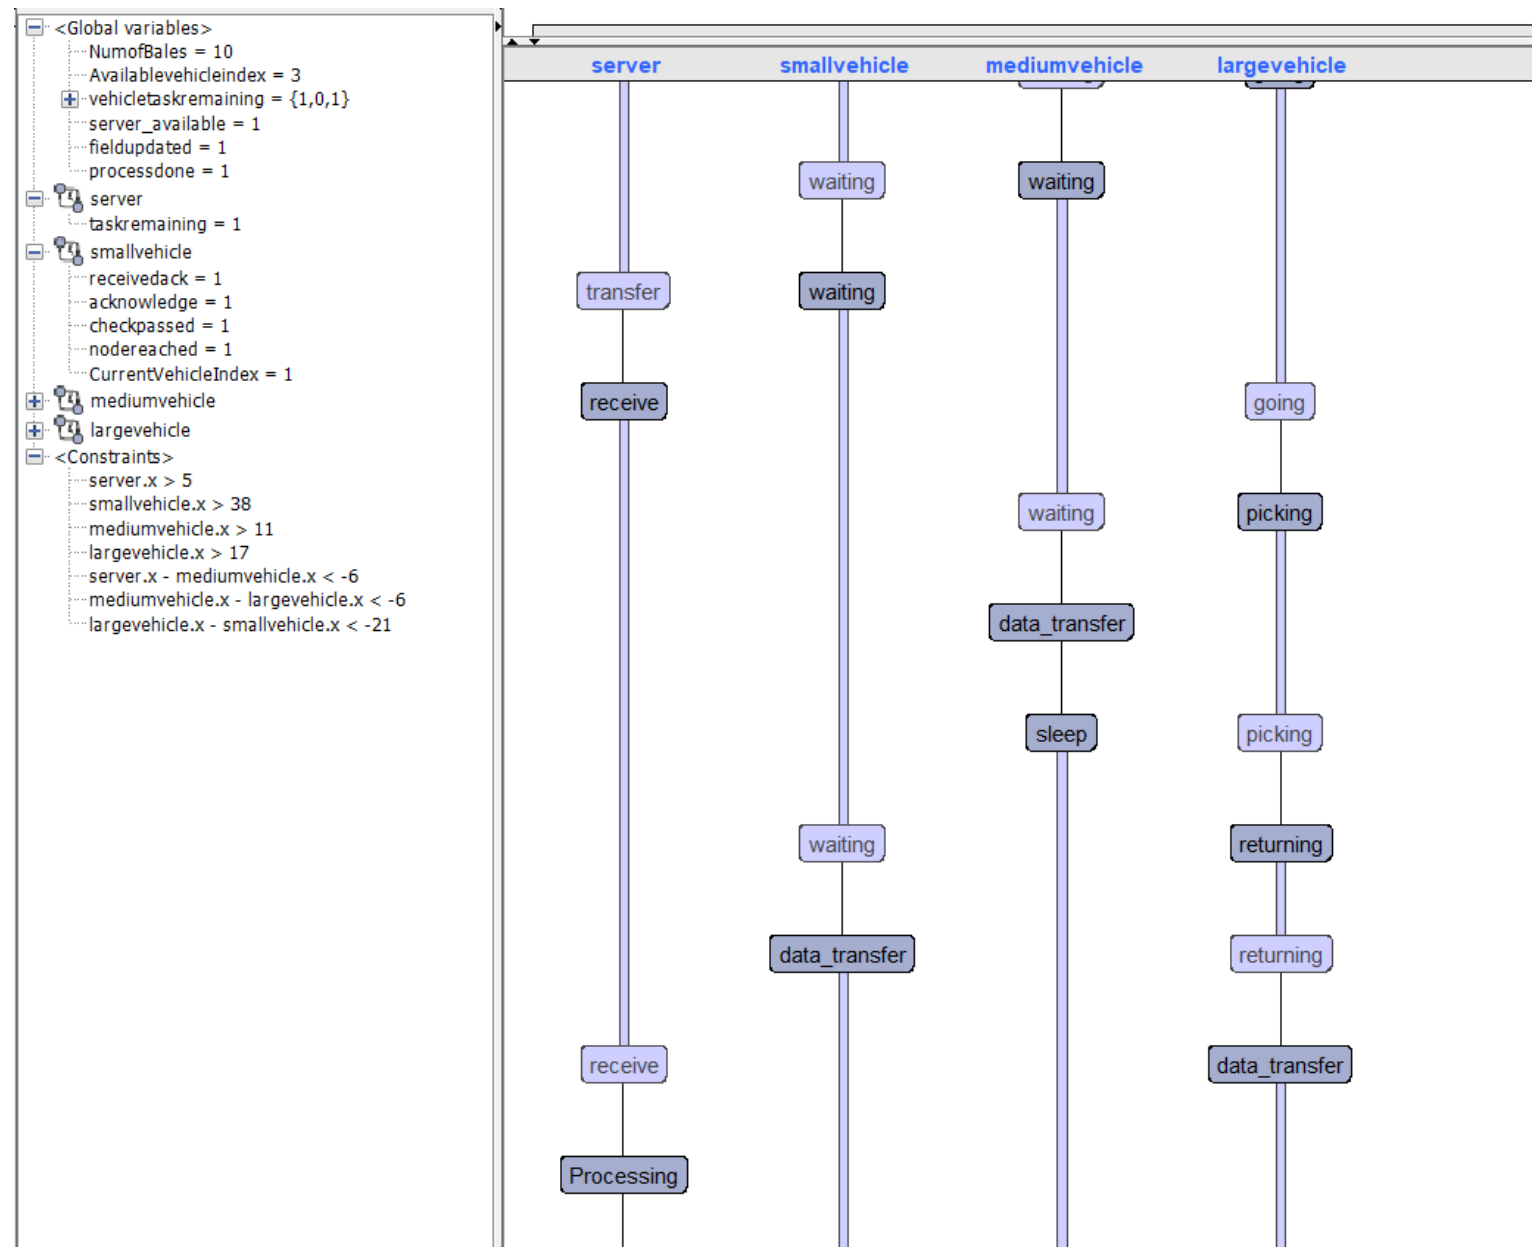 <Global variables>
NumofBales = 10
Availablevehicleindex = 3
vehicletaskremaining = {1,0,1}
server_available = 1
fieldupdated = 1
processdone = 1
server
taskremaining = 1
smallvehicle
receivedack = 1
acknowledge = 1
checkpassed = 1
nodereached = 1
CurrentVehicleIndex = 1
mediumvehicle
largevehicle
<Constraints>
server.x > 5
smallvehicle.x > 38
mediumvehicle.x > 11
largevehicle.x > 17
server.x - mediumvehicle.x < -6
mediumvehicle.x - largevehicle.x < -6
largevehicle.x - smallvehicle.x < -21
server smallvehicle mediumvehicle largevehicle
waiting waiting
transfer waiting
receive going
waiting picking
data_transfer
sleep picking
waiting returning
data_transfer returning
receive data_transfer
Processing